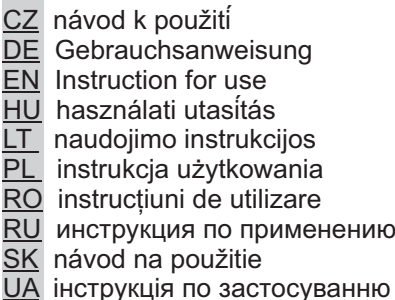 CZ návod k použití
DE Gebrauchsanweisung
EN Instruction for use
HU használati utasítás
LT naudojimo instrukcijos
PL instrukcja użytkowania
RO instrucțiuni de utilizare
RU инструкция по применению
SK návod na použitie
UA інструкція по застосуванню